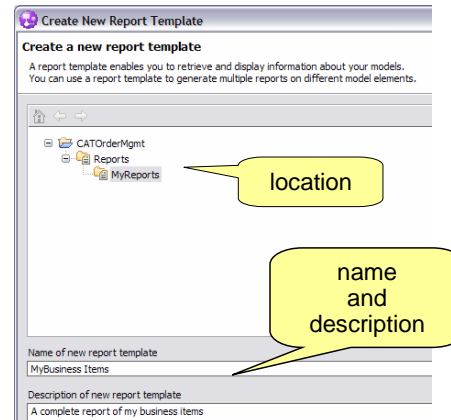 Create New Report Template
Create a new report template
A report template enables you to retrieve and display information about your models.
You can use a report template to generate multiple reports on different model elements.
CATOrderMgmt
Reports
MyReports
location
name
and
description
Name of new report template
MyBusiness Items
Description of new report template
A complete report of my business items